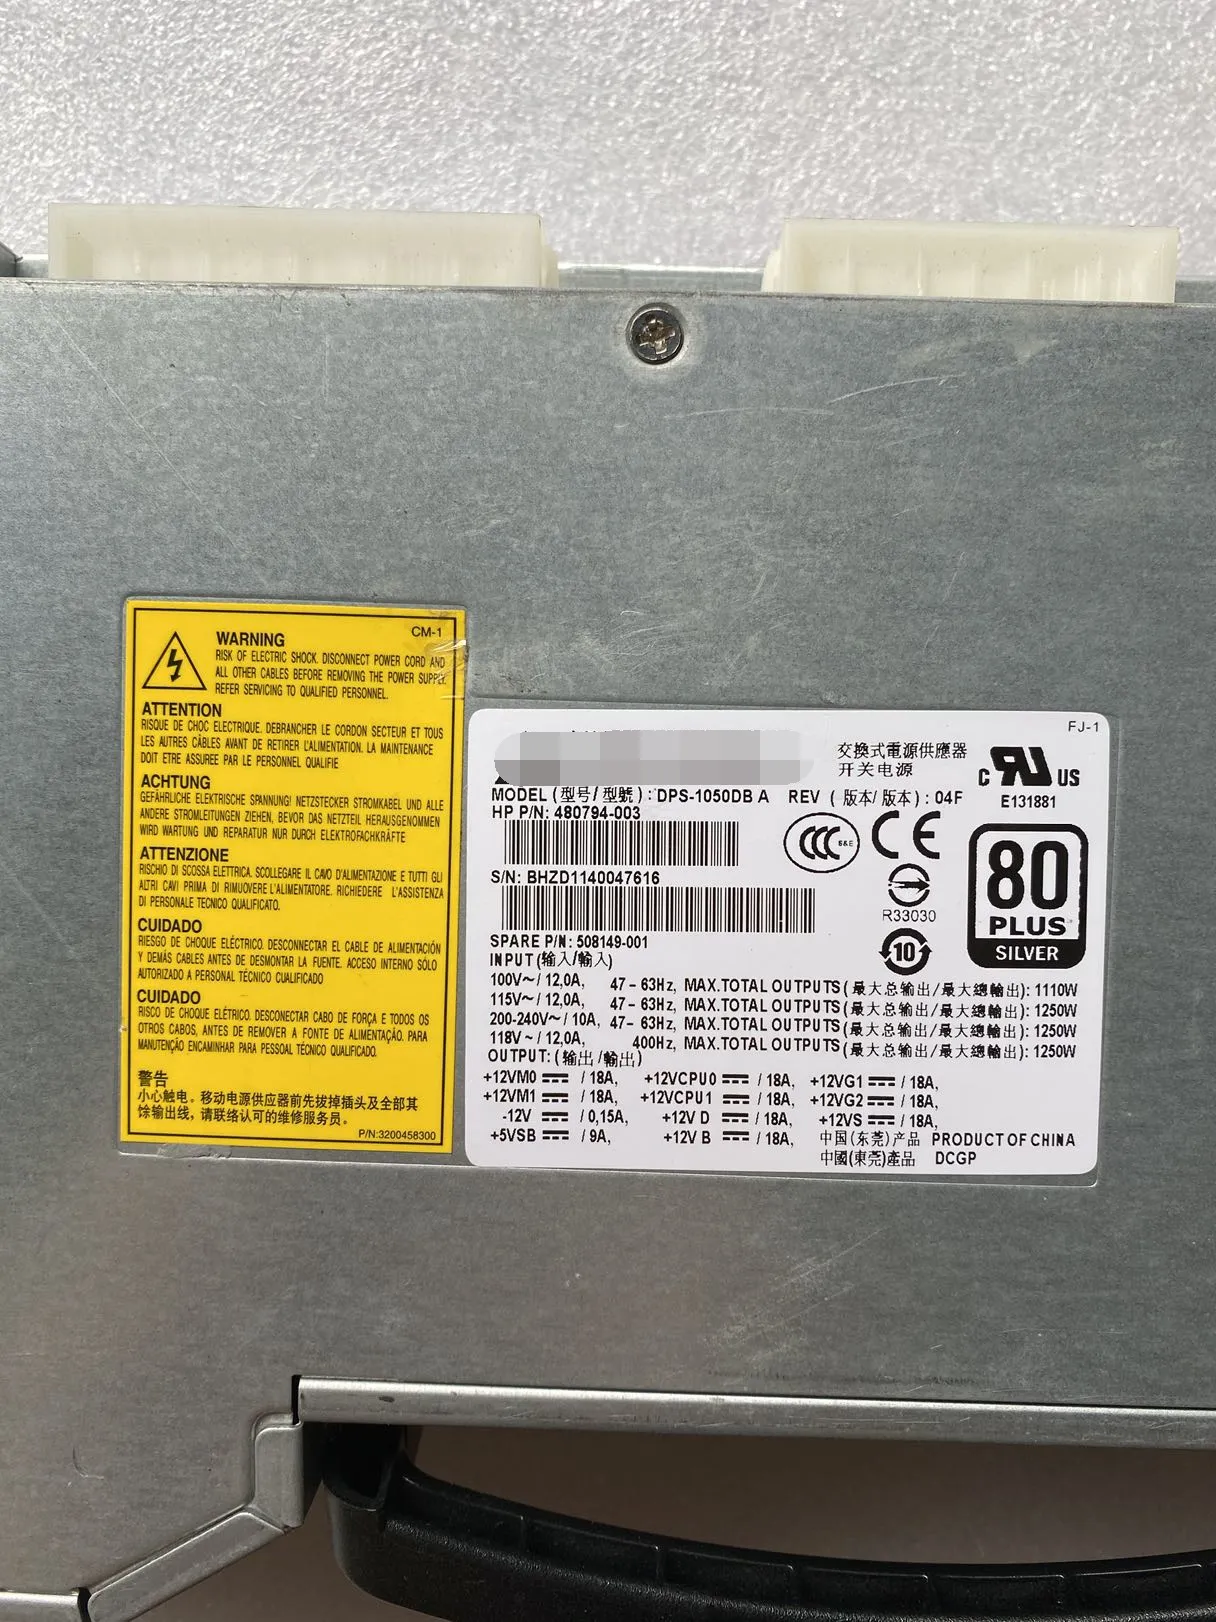 CM-1
WARNING
RISK OF ELECTRIC SHOCK. DISCONNECT POWER CORD AND
ALL OTHER CABLES BEFORE REMOVING THE POWER SUPPLY.
REFER SERVICING TO QUALIFIED PERSONNEL.
ATTENTION
RISQUE DE CHOC ELECTRIQUE. DEBRANCHER LE CORDON SECTEUR ET TOUS
LES AUTRES CÂBLES AVANT DE RETIRER L'ALIMENTATION. LA MAINTENANCE
DOIT ETRE ASSUREE PAR LE PERSONNEL QUALIFIE
ACHTUNG
GEFÄHRLICHE ELEKTRISCHE SPANNUNG! NETZSTECKER STROMKABEL UND ALLE
ANDERE STROMLEITUNGEN ZIEHEN, BEVOR DAS NETZTEIL HERAUSGENOMMEN
WIRD WARTUNG UND REPARATUR NUR DURCH ELEKTROFACHKRÄFTE
ATTENZIONE
RISCHIO DI SCOSSA ELETTRICA. SCOLLEGARE IL CAVO D'ALIMENTAZIONE E TUTTI GLI
ALTRI CAVI PRIMA DI RIMUOVERE L'ALIMENTATORE. RICHIEDERE L'ASSISTENZA
DI PERSONALE TECNICO QUALIFICATO.
CUIDADO
RIESGO DE CHOQUE ELÉCTRICO. DESCONECTAR EL CABLE DE ALIMENTACIÓN
Y DEMÁS CABLES ANTES DE DESMONTAR LA FUENTE. ACCESO INTERNO SÓLO
AUTORIZADO A PERSONAL TÉCNICO CUALIFICADO
CUIDADO
RISCO DE CHOQUE ELÉTRICO. DESCONECTAR CABO DE FORÇA E TODOS OS
OTROS CABOS, ANTES DE REMOVER A FONTE DE ALIMENTAÇÃO. PARA
MANUTENÇÃO ENCAMINHAR PARA PESSOAL TÉCNICO QUALIFICADO.
警告
小心触电。移动电源供应器前先拔掉插头及全部其
馀输出线，请联络认可的维修服务员。
P/N:3200458300
FJ-1
交換式電源供應器
开关电源
C UR US
E131881
MODEL (型号/型號) : DPS-1050DB A REV (版本/版本) : 04F
HP P/N: 480794-003
CCC S&E CE
S/N: BHZD1140047616
R33030
10
80
PLUS
SILVER
SPARE P/N: 508149-001
INPUT (输入/輸入)
100V~/ 12,0A, 47-63Hz, MAX.TOTAL OUTPUTS (最大总输出/最大總輸出): 1110W
115V~/ 12,0A, 47-63Hz, MAX.TOTAL OUTPUTS (最大总输出/最大總輸出): 1250W
200-240V~/ 10A, 47-63Hz, MAX.TOTAL OUTPUTS (最大总输出/最大總輸出): 1250W
118V~/ 12,0A, 400Hz, MAX.TOTAL OUTPUTS (最大总输出/最大總輸出): 1250W
OUTPUT: (输出/輸出)
+12VM0 ⎓ / 18A, +12VCPU0 ⎓ / 18A, +12VG1 ⎓ / 18A,
+12VM1 ⎓ / 18A, +12VCPU1 ⎓ / 18A, +12VG2 ⎓ / 18A,
-12V ⎓ / 0,15A, +12V D ⎓ / 18A, +12VS ⎓ / 18A,
+5VSB ⎓ / 9A, +12V B ⎓ / 18A, 中国(东莞)产品 PRODUCT OF CHINA
中國(東莞)產品 DCGP